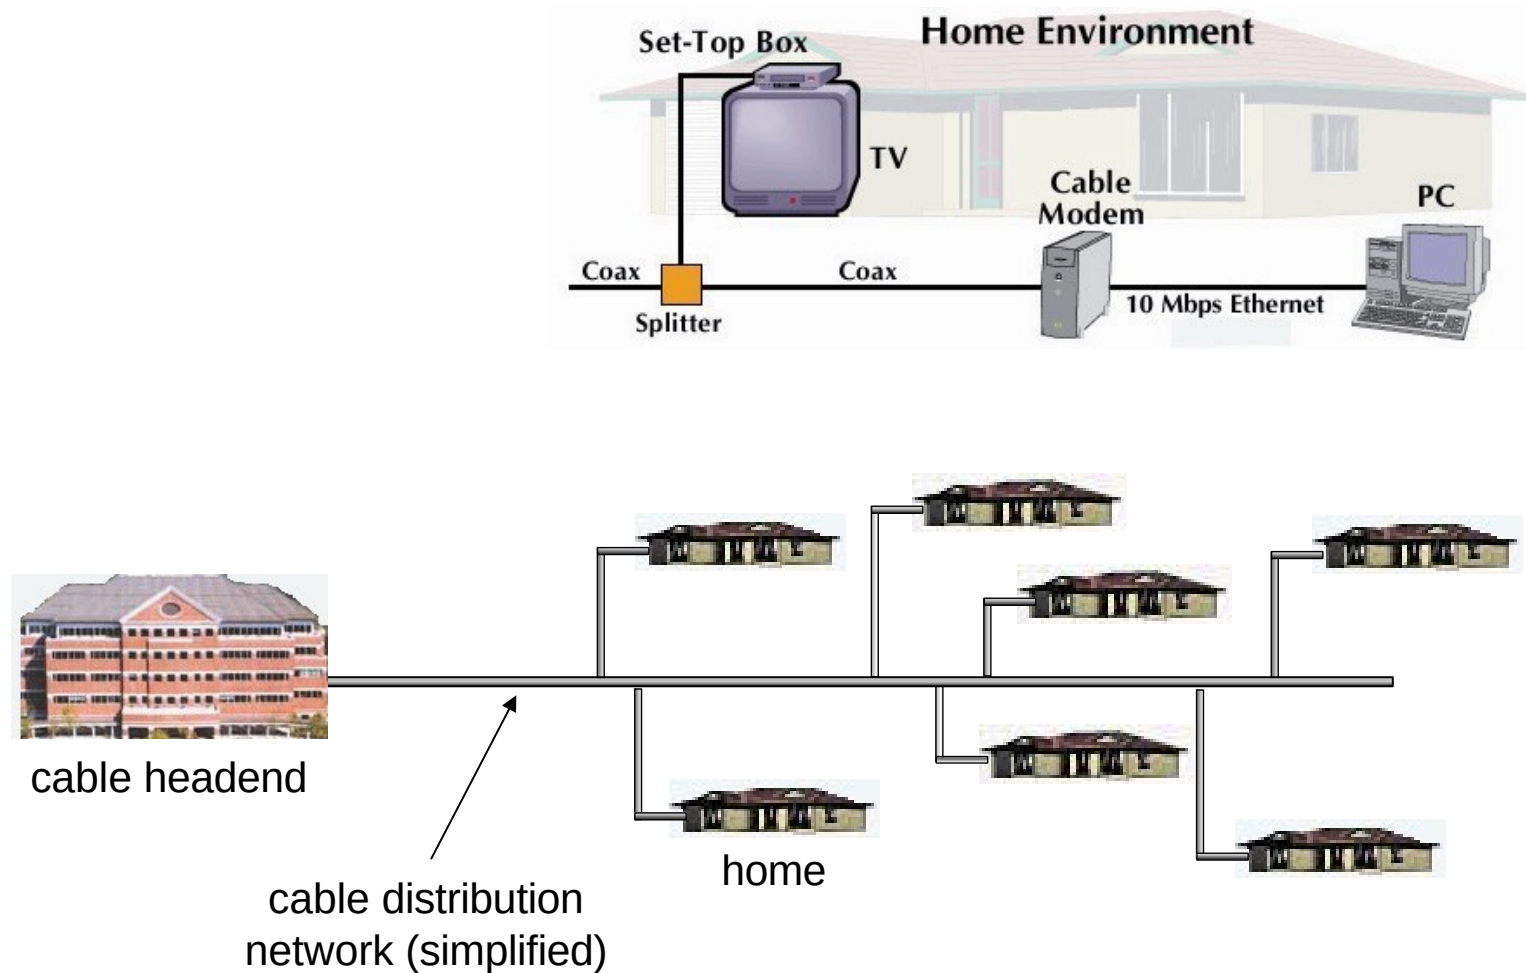 Home Environment
Set-Top Box
TV
Cable
Modem
PC
Coax
Coax
10 Mbps Ethernet
Splitter
cable headend
home
cable distribution
network (simplified)